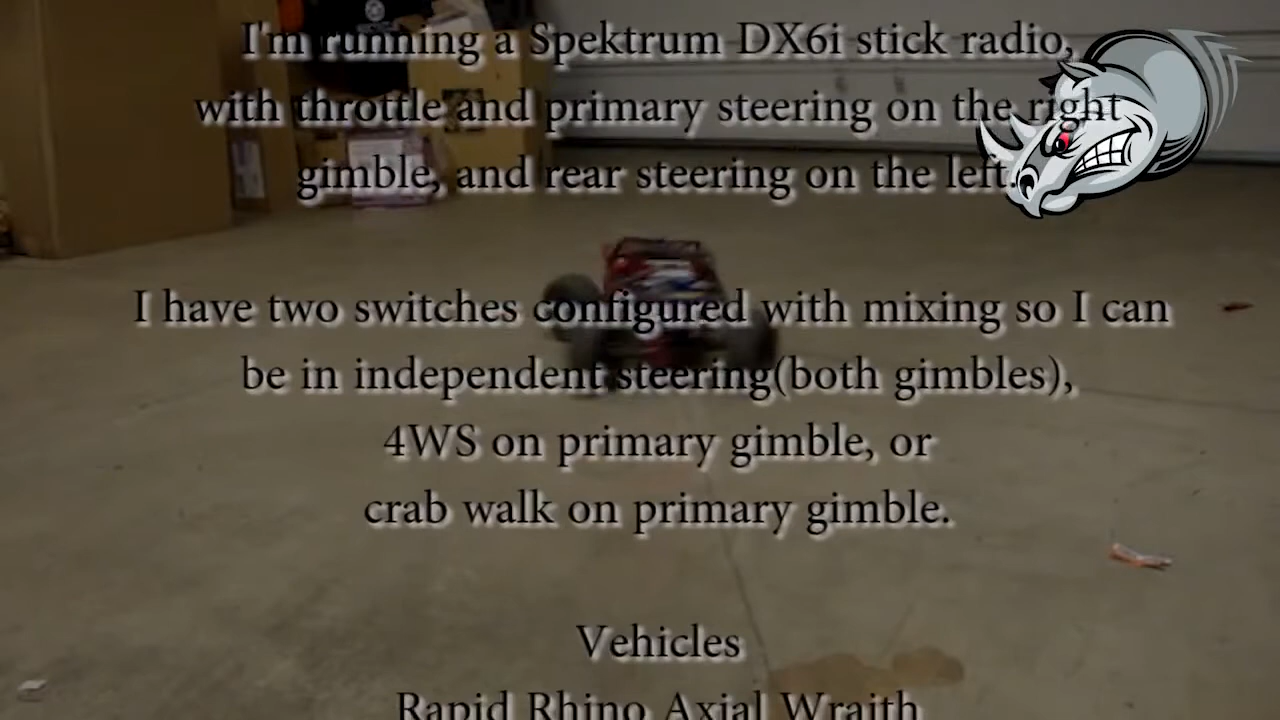 I'm running a Spektrum DX6i stick radio,
with throttle and primary steering on the right
gimble, and rear steering on the left.
I have two switches configured with mixing so I can
be in independent steering(both gimbles),
4WS on primary gimble, or
crab walk on primary gimble.
Vehicles
Rapid Rhino Axial Wraith